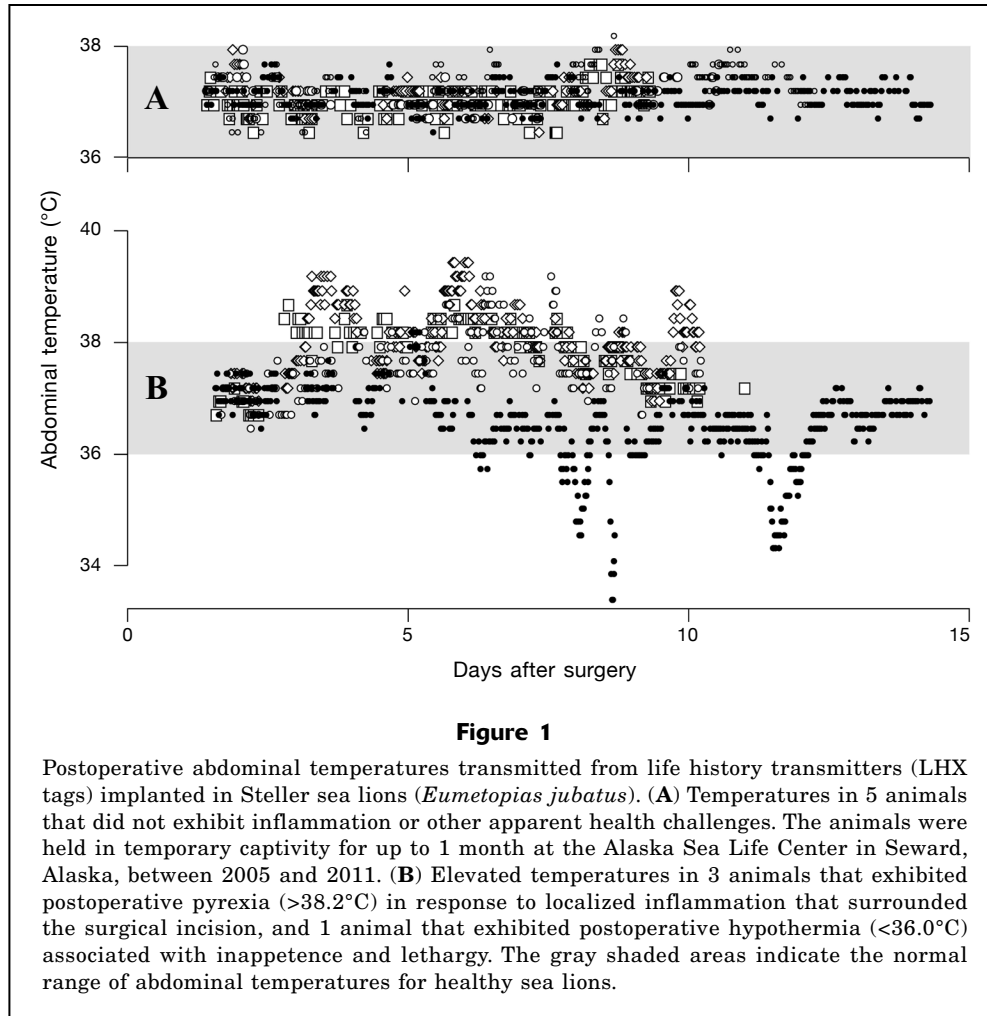 38
A
36
Abdominal temperature (°C)
40
38
B
36
34
0 5 10 15
Days after surgery
Figure 1
Postoperative abdominal temperatures transmitted from life history transmitters (LHX
tags) implanted in Steller sea lions (Eumetopias jubatus). (A) Temperatures in 5 animals
that did not exhibit inflammation or other apparent health challenges. The animals were
held in temporary captivity for up to 1 month at the Alaska Sea Life Center in Seward,
Alaska, between 2005 and 2011. (B) Elevated temperatures in 3 animals that exhibited
postoperative pyrexia (>38.2°C) in response to localized inflammation that surrounded
the surgical incision, and 1 animal that exhibited postoperative hypothermia (<36.0°C)
associated with inappetence and lethargy. The gray shaded areas indicate the normal
range of abdominal temperatures for healthy sea lions.